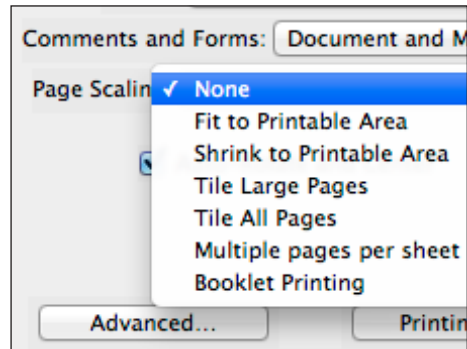 Comments and Forms: Document and M
Page Scalin ✓ None
Fit to Printable Area
Shrink to Printable Area
Tile Large Pages
Tile All Pages
Multiple pages per sheet
Booklet Printing
Advanced... Printin